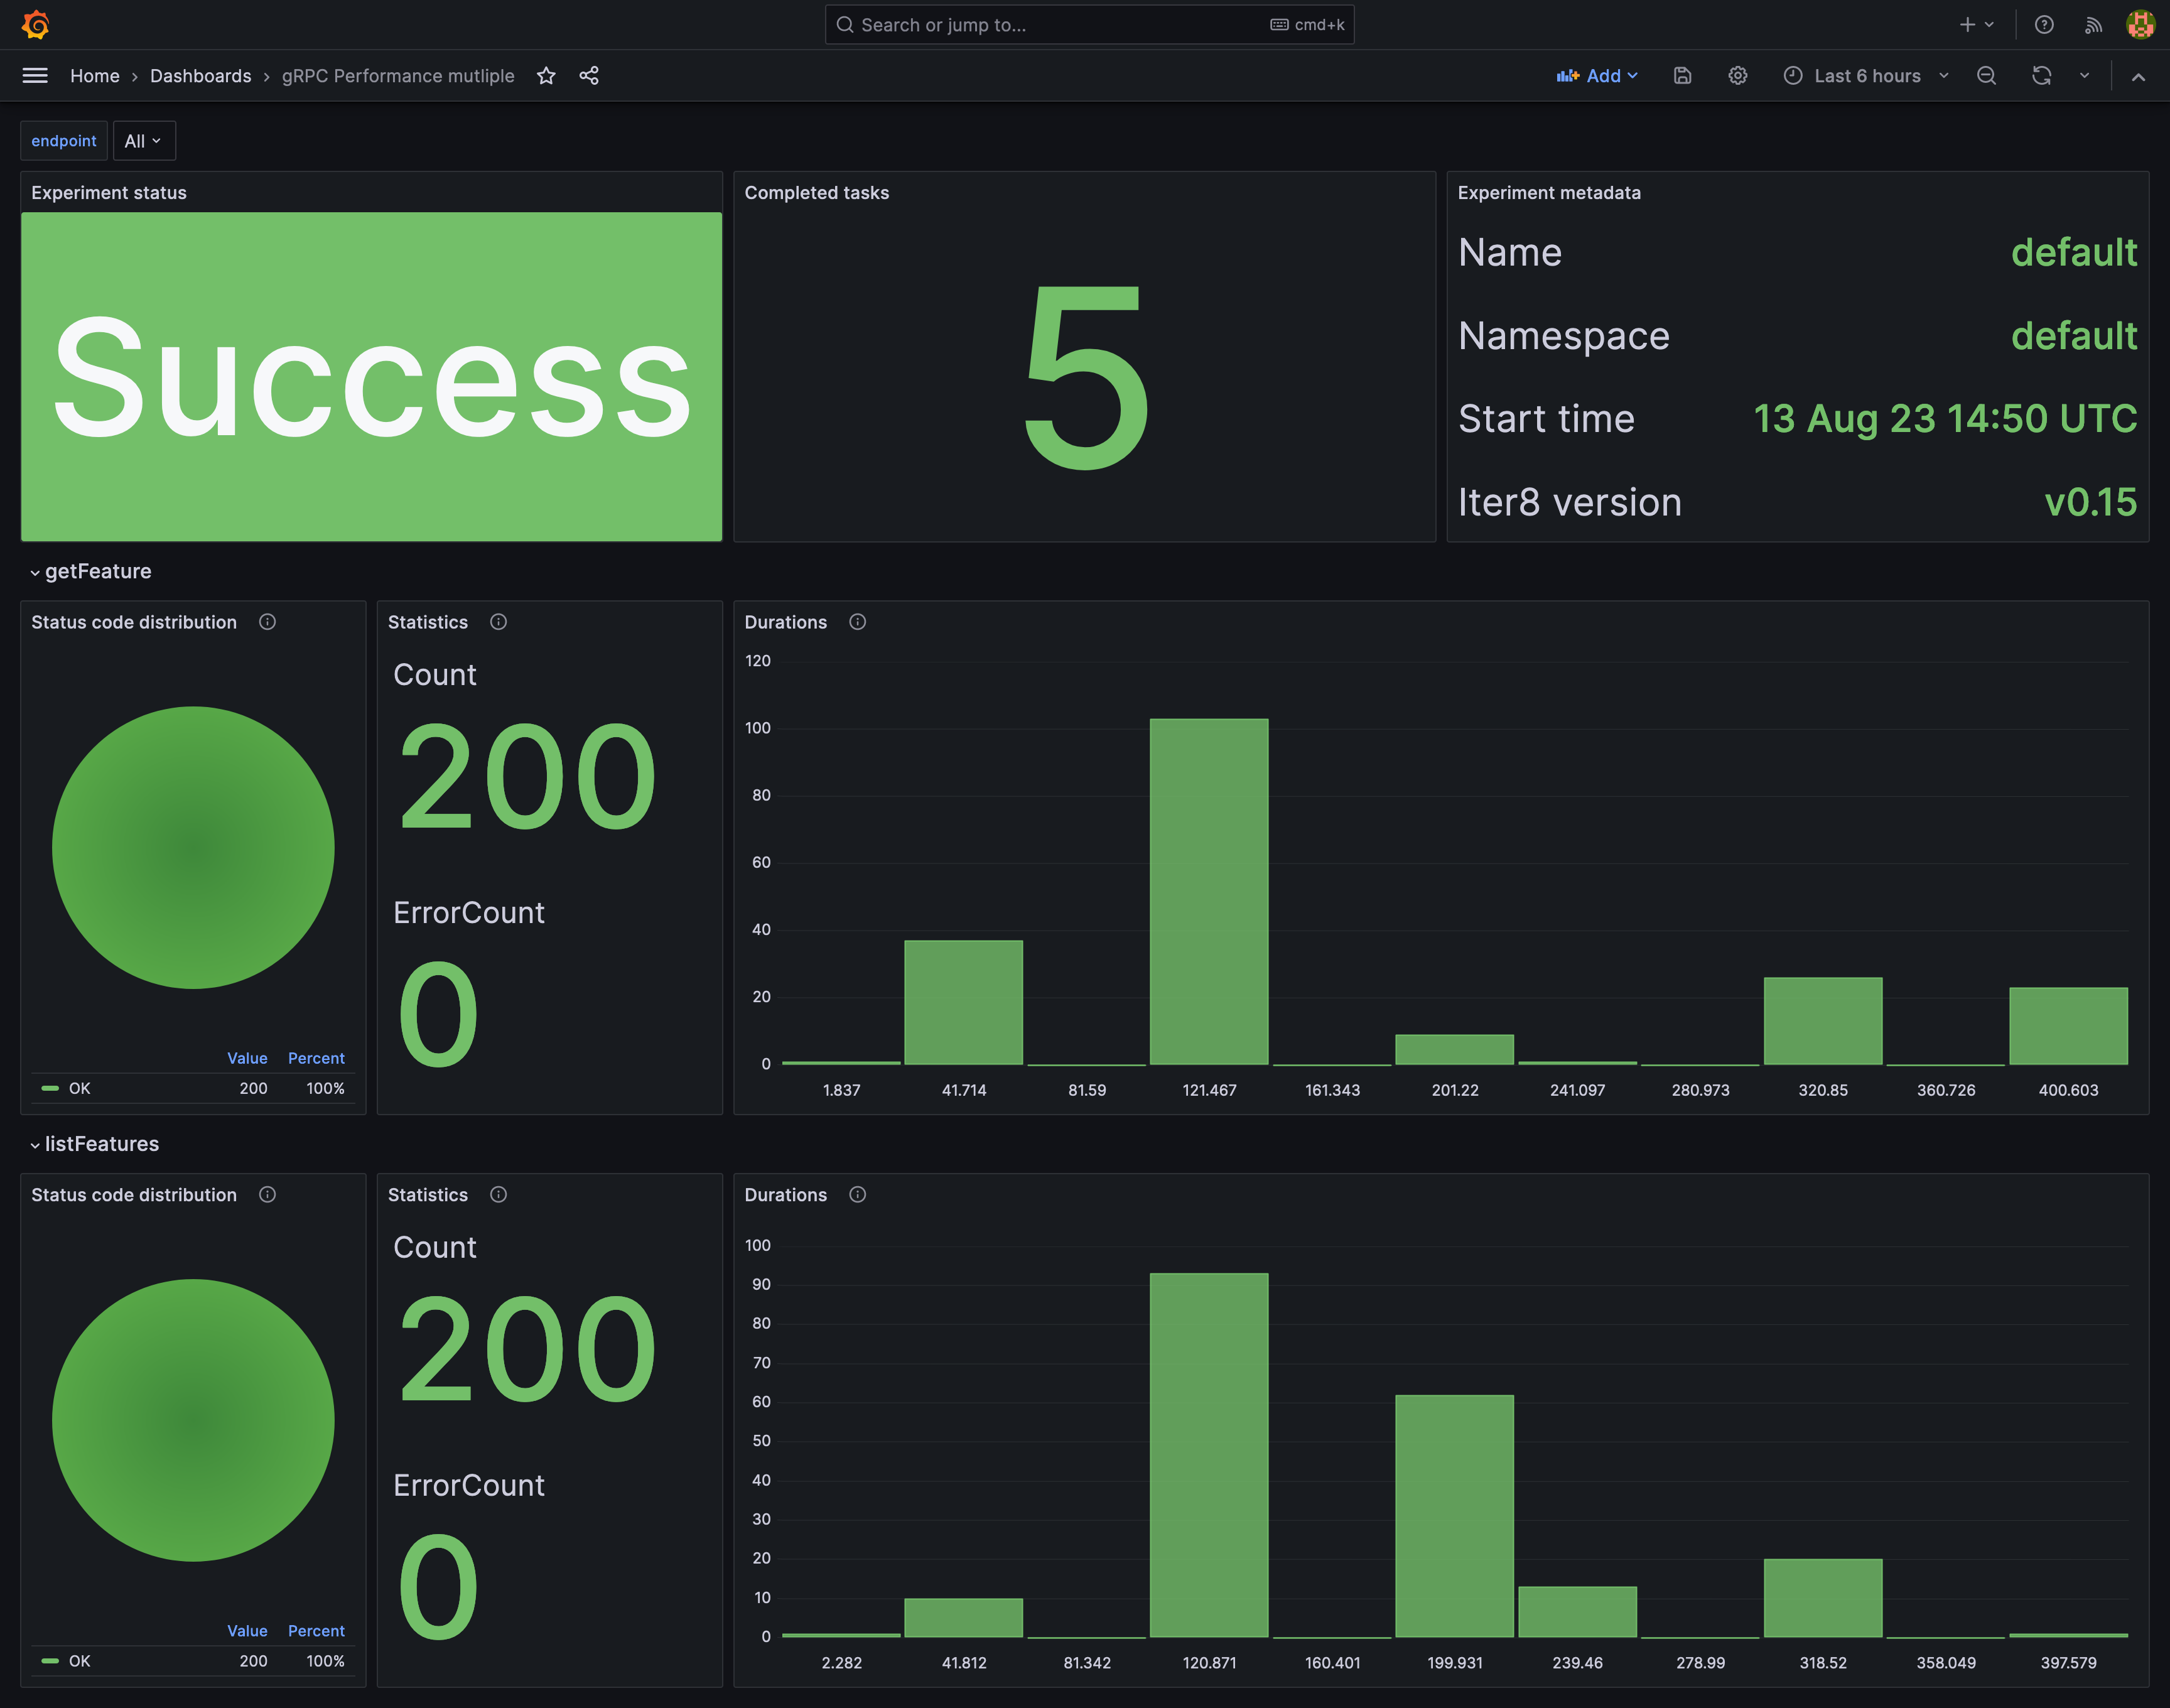 Search or jump to... cmd+k
Home › Dashboards › gRPC Performance mutliple Add Last 6 hours
endpoint All
Experiment status
Success
Completed tasks
5
Experiment metadata
Name default
Namespace default
Start time 13 Aug 23 14:50 UTC
Iter8 version v0.15
getFeature
Status code distribution
Value Percent
OK 200 100%
Statistics
Count
200
ErrorCount
0
Durations
120
100
80
60
40
20
0
1.837 41.714 81.59 121.467 161.343 201.22 241.097 280.973 320.85 360.726 400.603
listFeatures
Status code distribution
Value Percent
OK 200 100%
Statistics
Count
200
ErrorCount
0
Durations
100
90
80
70
60
50
40
30
20
10
0
2.282 41.812 81.342 120.871 160.401 199.931 239.46 278.99 318.52 358.049 397.579